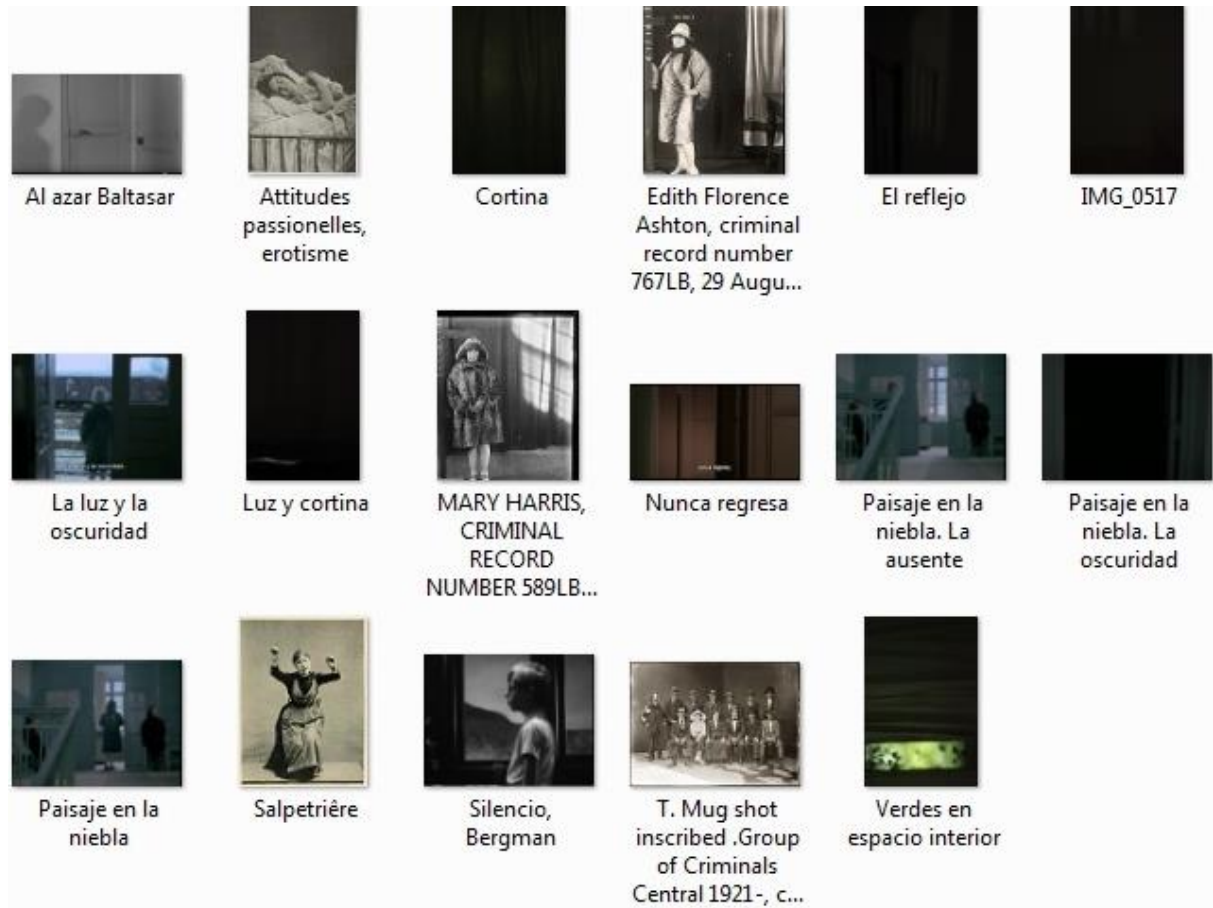 Al azar Baltasar
Attitudes
passionelles,
erotisme
Cortina
Edith Florence
Ashton, criminal
record number
767LB, 29 Augu...
El reflejo
IMG_0517
La luz y la
oscuridad
Luz y cortina
MARY HARRIS,
CRIMINAL
RECORD
NUMBER 589LB...
Nunca regresa
Paisaje en la
niebla. La
ausente
Paisaje en la
niebla. La
oscuridad
Paisaje en la
niebla
Salpetriêre
Silencio,
Bergman
T. Mug shot
inscribed .Group
of Criminals
Central 1921-, c...
Verdes en
espacio interior